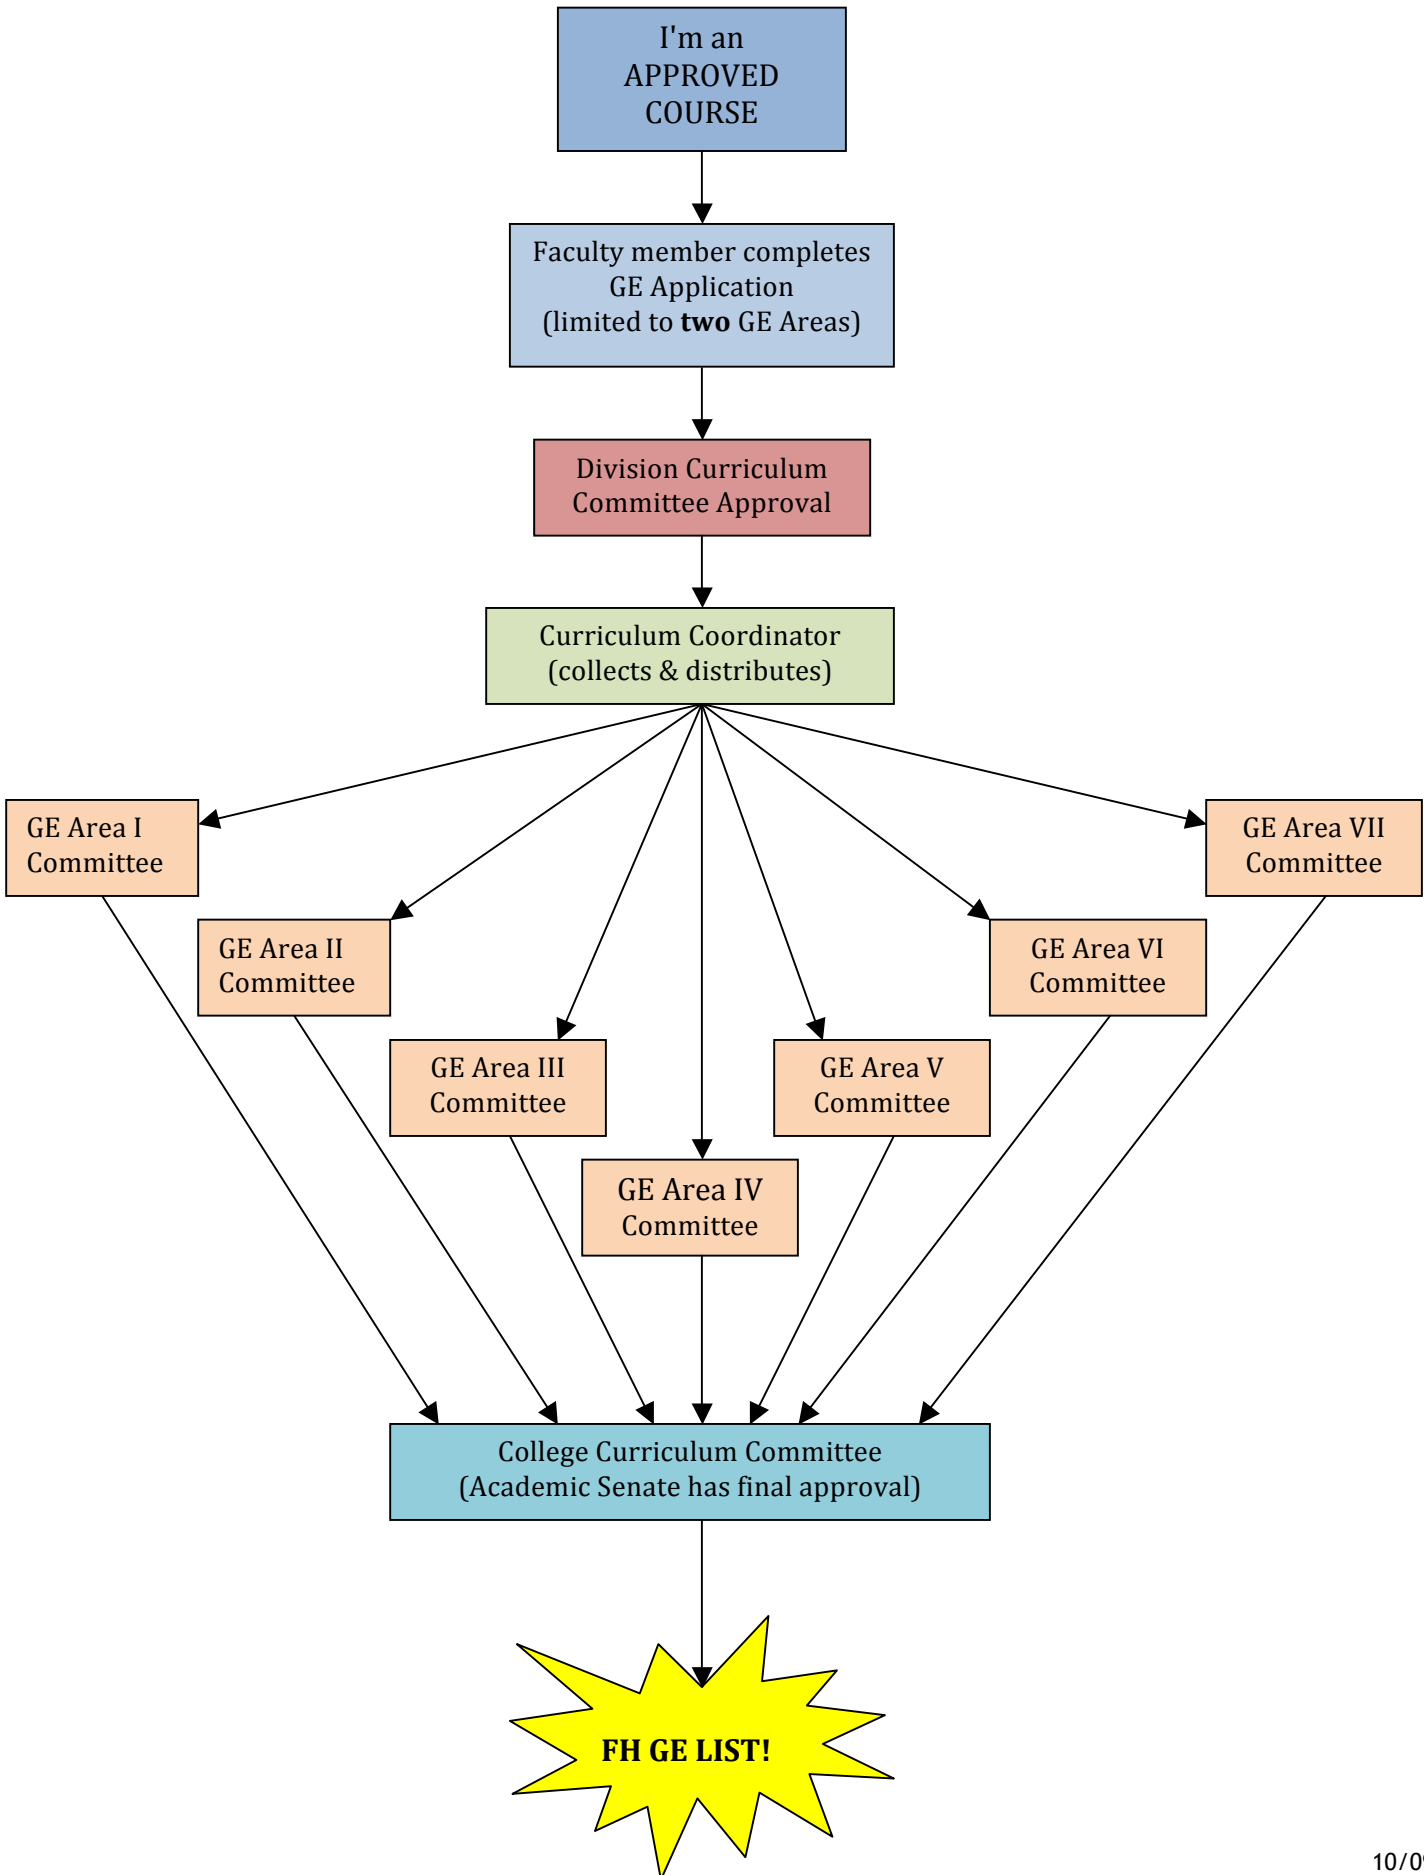 I'm an
APPROVED
COURSE
Faculty member completes
GE Application
(limited to two GE Areas)
Division Curriculum
Committee Approval
Curriculum Coordinator
(collects & distributes)
GE Area I
Committee
GE Area VII
Committee
GE Area II
Committee
GE Area VI
Committee
GE Area III
Committee
GE Area V
Committee
GE Area IV
Committee
College Curriculum Committee
(Academic Senate has final approval)
FH GE LIST!